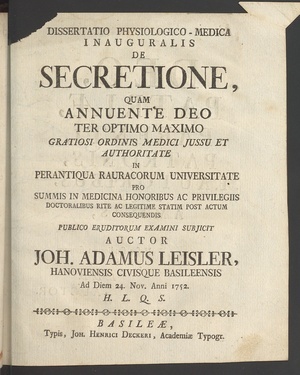 DISSERTATIO PHYSIOLOGICO-MEDICA
INAUGURALIS
DE
SECRETIONE,
QUAM
ANNUENTE DEO
TER OPTIMO MAXIMO
GRATIOSI ORDINIS MEDICI JUSSU ET
AUTHORITATE
IN
PERANTIQUA RAURACORUM UNIVERSITATE
PRO
SUMMIS IN MEDICINA HONORIBUS AC PRIVILEGIIS
DOCTORALIBUS RITE AC LEGITIME STATIM POST ACTUM
CONSEQUENDIS
PUBLICO ERUDITORUM EXAMINI SUBJICIT
AUCTOR
JOH. ADAMUS LEISLER,
HANOVIENSIS CIVISQUE BASILEENSIS
Ad Diem 24. Nov. Anni 1752.
H. L. Q. S.
BASILEÆ,
Typis, JOH. HENRICI DECKERI, Academiæ Typogr.